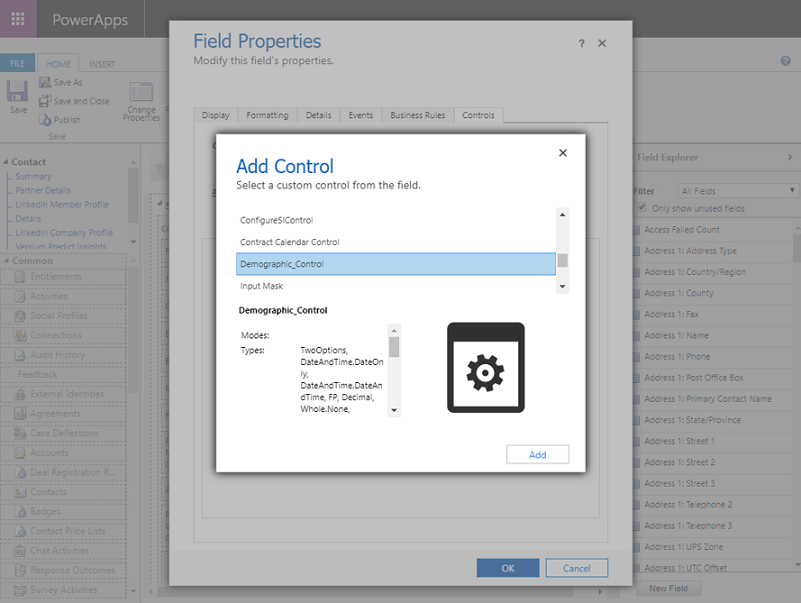 PowerApps
FILE
HOME
INSERT
Save
Save As
Save and Close
Publish
Save
Change
Properties
Contact
Summary
Partner Details
LinkedIn Member Profile
Details
LinkedIn Company Profile
Versium Predict Insights
Common
Entitlements
Activities
Social Profiles
Connections
Audit History
Feedback
External Identities
Agreements
Case Deflections
Accounts
Deal Registration R...
Contacts
Badges
Contact Price Lists
Chat Activities
Response Outcomes
Survey Activities
Field Properties
Modify this field's properties.
?
Display
Formatting
Details
Events
Business Rules
Controls
Add Control
Select a custom control from the field.
ConfigureSIControl
Contract Calendar Control
Demographic_Control
Input Mask
Demographic_Control
Modes:
Types:
TwoOptions,
DateAndTime.DateOn
ly,
DateAndTime.DateAn
dTime, FP, Decimal,
Whole.None,
Add
OK
Cancel
Field Explorer
Filter
All Fields
Only show unused fields
Access Failed Count
Address 1: Address Type
Address 1: Country/Region
Address 1: County
Address 1: Fax
Address 1: Name
Address 1: Phone
Address 1: Post Office Box
Address 1: Primary Contact Name
Address 1: State/Province
Address 1: Street 1
Address 1: Street 2
Address 1: Street 3
Address 1: Telephone 2
Address 1: Telephone 3
Address 1: UPS Zone
Address 1: UTC Offset
New Field